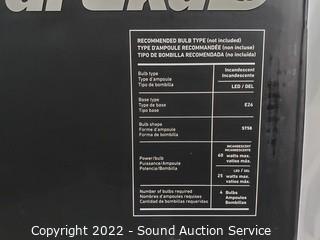 RECOMMENDED BULB TYPE (not included)
TYPE D'AMPOULE RECOMMANDÉE (non inclus)
TIPO DE BOMBILLA RECOMENDADA (no incluida)
Bulb type
Type d'ampoule
Tipo de bombilla
Incandescent
Incandescente
LED / DEL
Base type
Type de base
Tipo base
E26
Bulb shape
Forme d'ampoule
Forma de bombilla
ST58
Power/bulb
Puissance/Ampoule
Potencia/Bombilla
INCANDESCENT
INCANDESCENTE
60 watts max.
vatios máx.
LED / DEL
25 watts max.
vatios máx.
Number of bulbs required
Nombre d'ampoules requises
Cantidad de bombillas requeridas
4 Bulbs
Ampoules
Bombillas
Copyright 2022 - Sound Auction Service